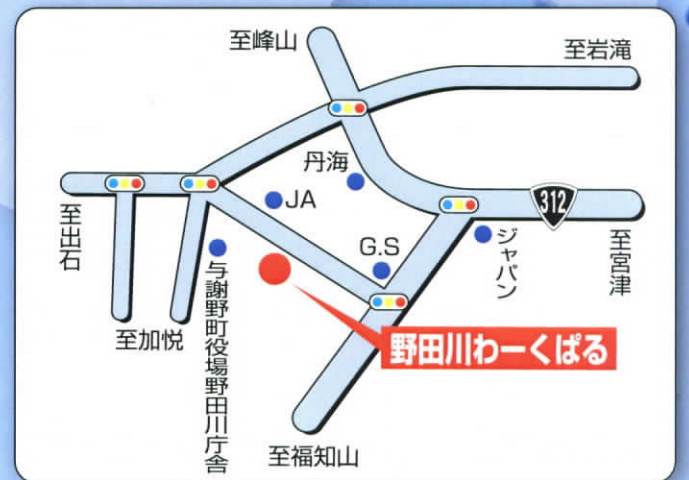 至峰山
至岩滝
丹海
JA
312
至出石
G.S
ジャパン
至宮津
与謝野町役場野田川庁舎
至加悦
野田川わーくぱる
至福知山